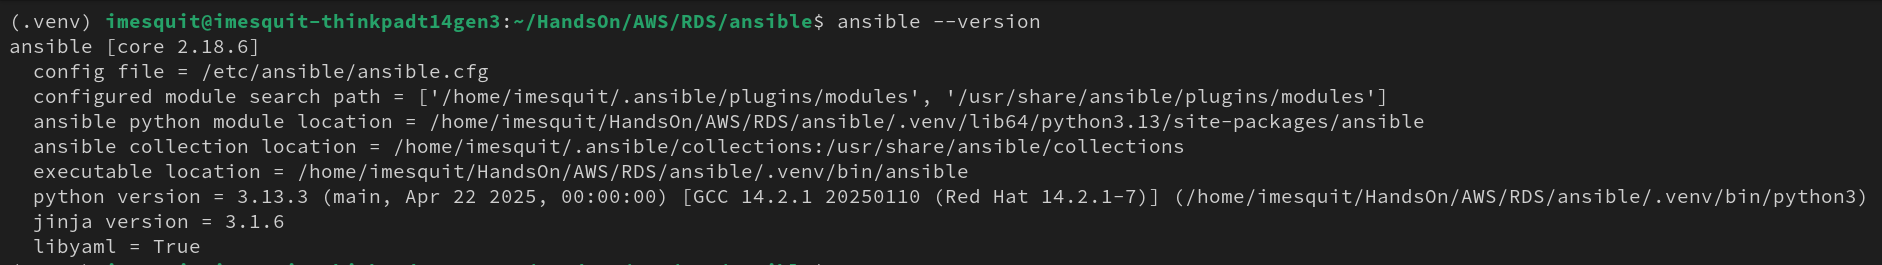 (.venv) imesquit@imesquit-thinkpadt14gen3:~/HandsOn/AWS/RDS/ansible$ ansible --version
ansible [core 2.18.6]
  config file = /etc/ansible/ansible.cfg
  configured module search path = ['/home/imesquit/.ansible/plugins/modules', '/usr/share/ansible/plugins/modules']
  ansible python module location = /home/imesquit/HandsOn/AWS/RDS/ansible/.venv/lib64/python3.13/site-packages/ansible
  ansible collection location = /home/imesquit/.ansible/collections:/usr/share/ansible/collections
  executable location = /home/imesquit/HandsOn/AWS/RDS/ansible/.venv/bin/ansible
  python version = 3.13.3 (main, Apr 22 2025, 00:00:00) [GCC 14.2.1 20250110 (Red Hat 14.2.1-7)] (/home/imesquit/HandsOn/AWS/RDS/ansible/.venv/bin/python3)
  jinja version = 3.1.6
  libyaml = True